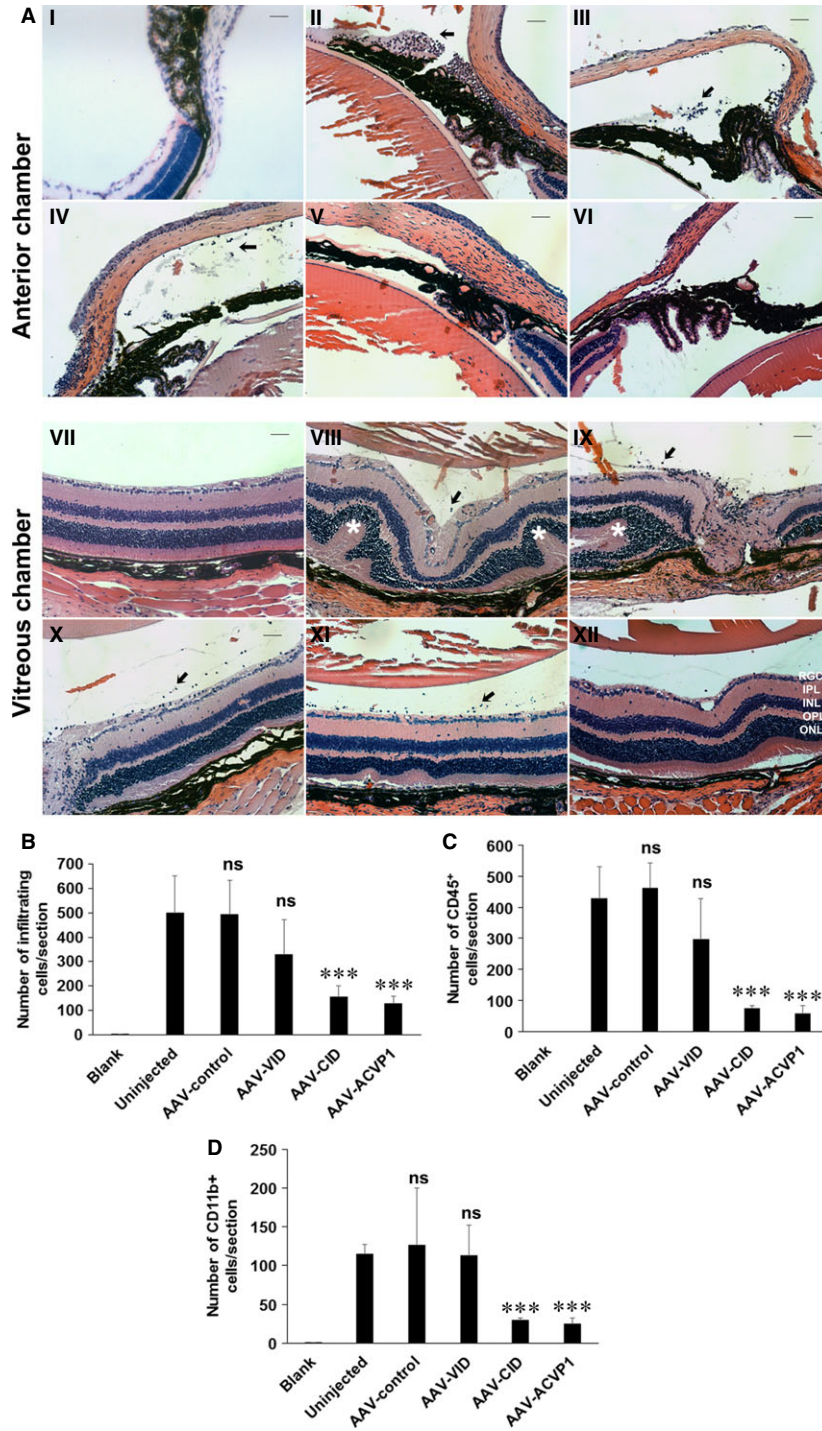 A
I
II
III
IV
V
VI
Anterior chamber
VII
VIII
IX
*
*
*
X
XI
XII
RGC
IPL
INL
OPL
ONL
Vitreous chamber
B
Number of infiltrating
cells/section
700
600
500
400
300
200
100
0
ns
ns
***
***
Blank
Uninjected
AAV-control
AAV-VID
AAV-CID
AAV-ACVP1
C
Number of CD45+
cells/section
600
500
400
300
200
100
0
ns
ns
***
***
Blank
Uninjected
AAV-control
AAV-VID
AAV-CID
AAV-ACVP1
D
Number of CD11b+
cells/section
250
200
150
100
50
0
ns
ns
***
***
Blank
Uninjected
AAV-control
AAV-VID
AAV-CID
AAV-ACVP1